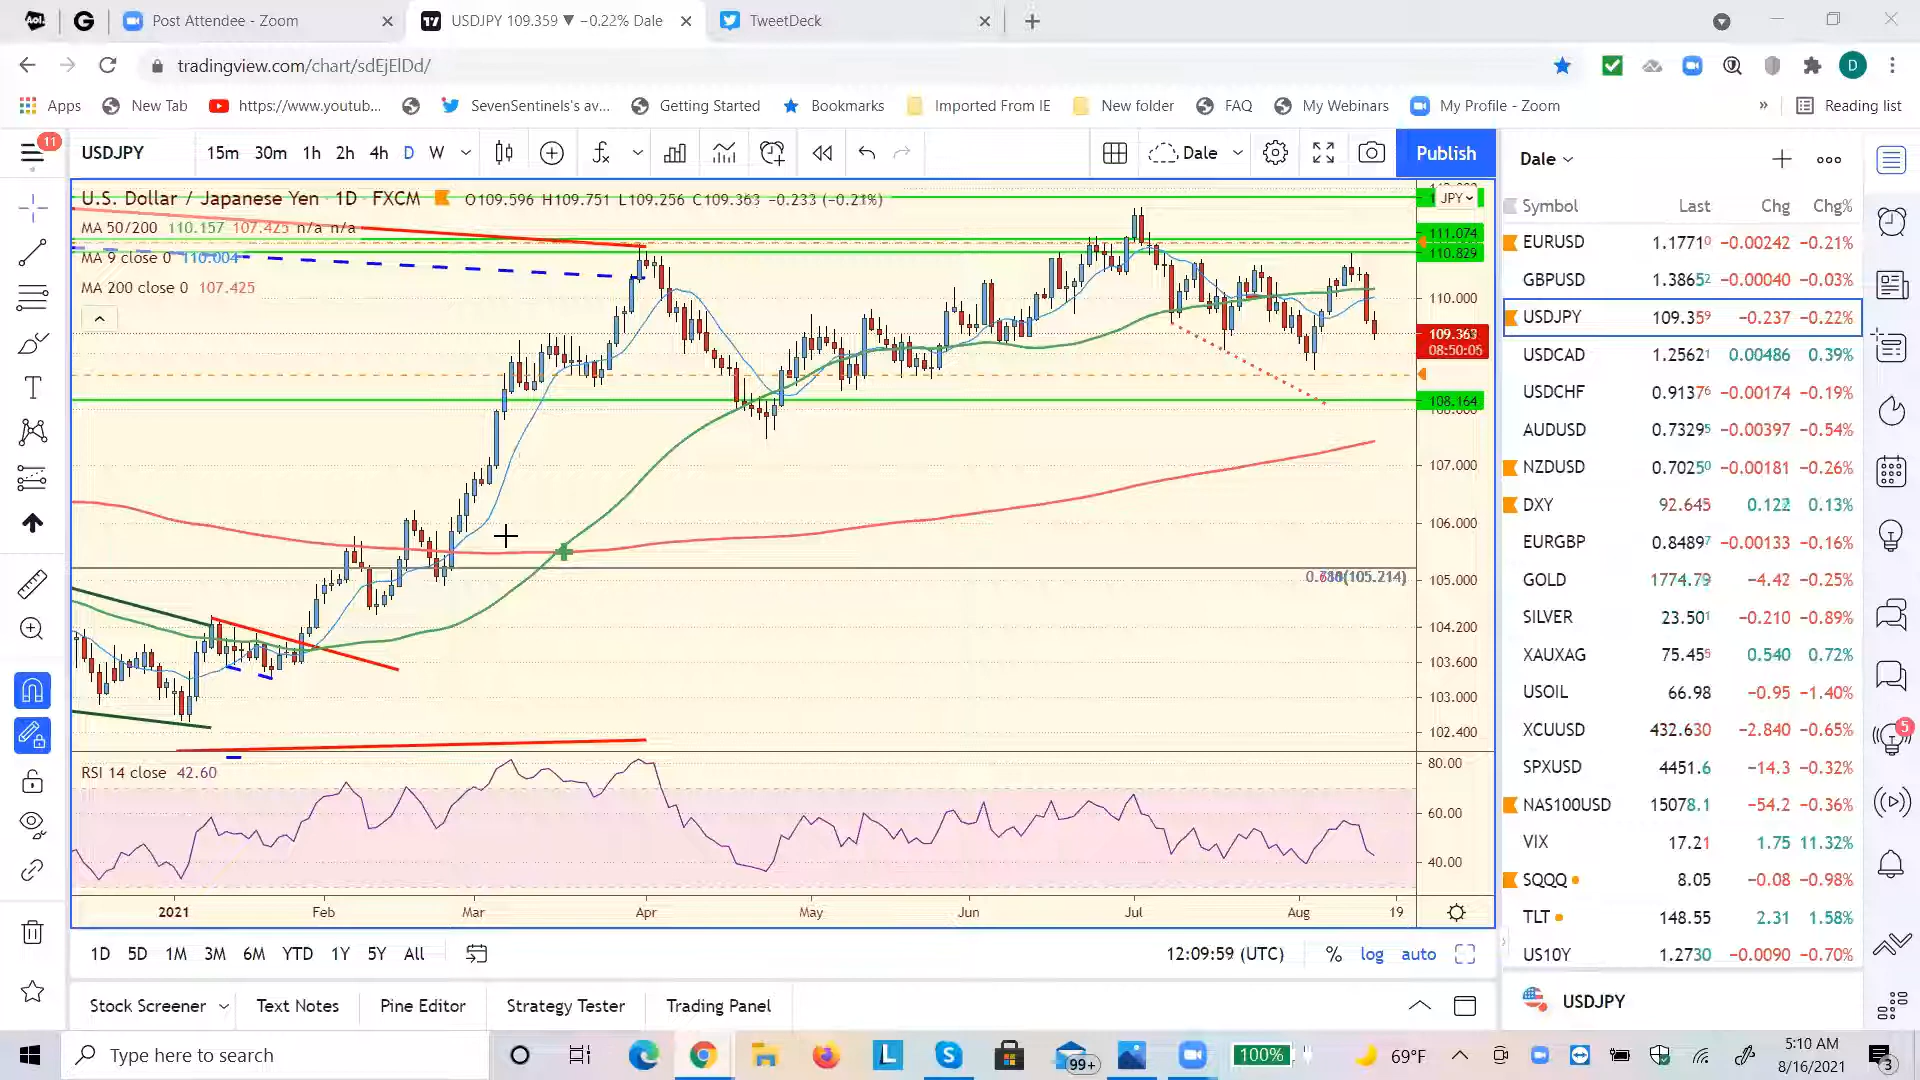 AOL. G Post Attendee - Zoom USDJPY 109.359 ▼ −0.22% Dale TweetDeck
tradingview.com/chart/sdEjElDd/ D
Apps New Tab https://www.youtub... SevenSentinels's av... Getting Started Bookmarks Imported From IE New folder FAQ My Webinars My Profile - Zoom » Reading list
11 USDJPY 15m 30m 1h 2h 4h D W Dale Publish
U.S. Dollar / Japanese Yen · 1D · FXCM O109.596 H109.751 L109.256 C109.363 −0.233 (−0.21%)
MA 50/200 110.157 107.425 n/a n/a
MA 9 close 0 110.004
MA 200 close 0 107.425
JPY
111.074
110.829
110.000
109.363
08:50:05
108.164
108.000
107.000
106.000
105.000
104.200
103.600
103.000
102.400
(105.214)
RSI 14 close 42.60
80.00
60.00
40.00
2021 Feb Mar Apr May Jun Jul Aug 19
1D 5D 1M 3M 6M YTD 1Y 5Y All 12:09:59 (UTC) % log auto
Stock Screener Text Notes Pine Editor Strategy Tester Trading Panel
Dale
Symbol Last Chg Chg%
EURUSD 1.17710 −0.00242 −0.21%
GBPUSD 1.38652 −0.00040 −0.03%
USDJPY 109.359 −0.237 −0.22%
USDCAD 1.25621 0.00486 0.39%
USDCHF 0.91376 −0.00174 −0.19%
AUDUSD 0.73295 −0.00397 −0.54%
NZDUSD 0.70250 −0.00181 −0.26%
DXY 92.645 0.122 0.13%
EURGBP 0.84897 −0.00133 −0.16%
GOLD 1774.79 −4.42 −0.25%
SILVER 23.501 −0.210 −0.89%
XAUXAG 75.455 0.540 0.72%
USOIL 66.98 −0.95 −1.40%
XCUUSD 432.630 −2.840 −0.65%
SPXUSD 4451.6 −14.3 −0.32%
NAS100USD 15078.1 −54.2 −0.36%
VIX 17.21 1.75 11.32%
SQQQ 8.05 −0.08 −0.98%
TLT 148.55 2.31 1.58%
US10Y 1.2730 −0.0090 −0.70%
USDJPY
5
Type here to search L 99+ 100% 69°F 5:10 AM
8/16/2021 3